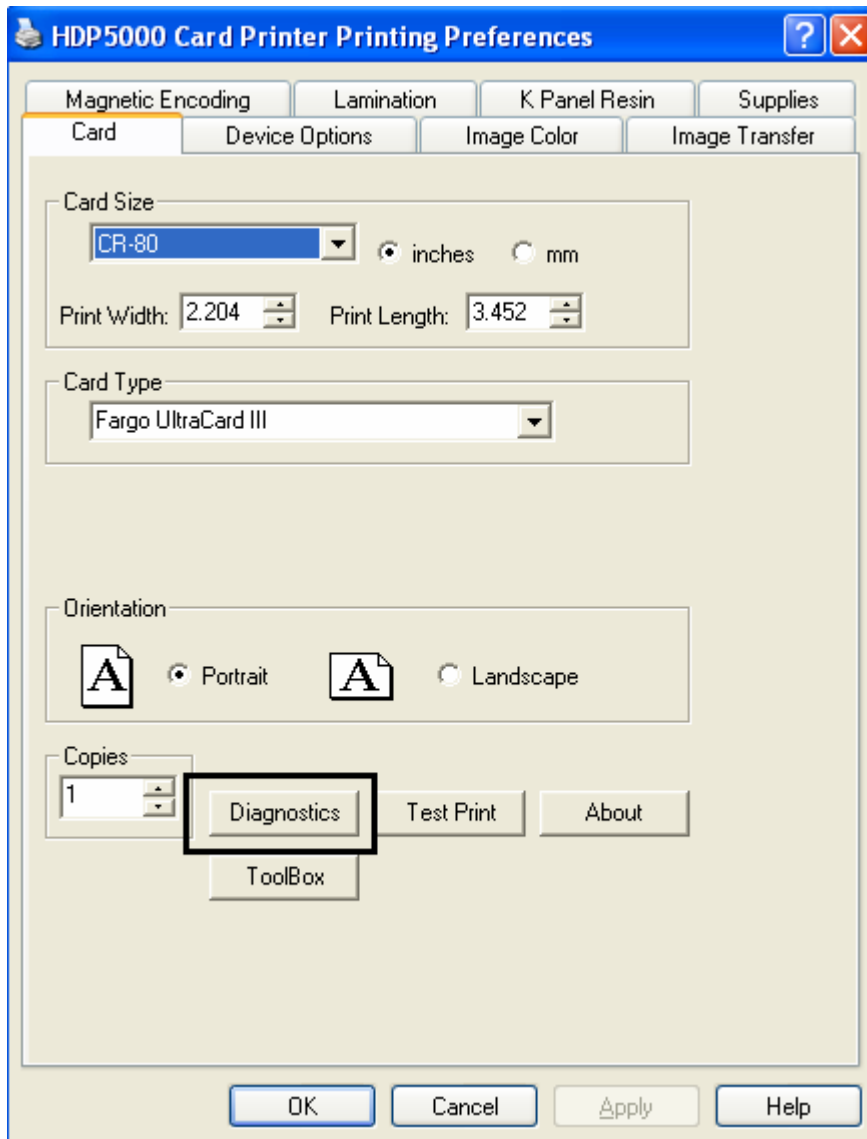 HDP5000 Card Printer Printing Preferences
Magnetic Encoding Lamination K Panel Resin Supplies
Card Device Options Image Color Image Transfer
Card Size
CR-80 inches mm
Print Width: 2.204 Print Length: 3.452
Card Type
Fargo UltraCard III
Orientation
A Portrait A Landscape
Copies
1 Diagnostics Test Print About
ToolBox
OK Cancel Apply Help